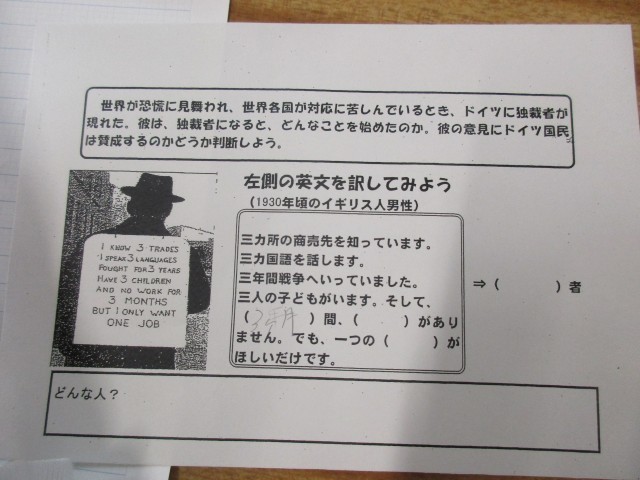 世界が恐慌に見舞われ、世界各国が対応に苦しんでいるとき、ドイツに独裁者が
現れた。彼は、独裁者になると、どんなことを始めたのか。彼の意見にドイツ国民
は賛成するのかどうか判断しよう。
左側の英文を訳してみよう
(1930年頃のイギリス人男性)
I KNOW 3 TRADES
I SPEAK 3 LANGUAGES
FOUGHT FOR 3 YEARS
HAVE 3 CHILDREN
AND NO WORK FOR
3 MONTHS
BUT I ONLY WANT
ONE JOB
三カ所の商売先を知っています。
三カ国語を話します。
三年間戦争へいっていました。
三人の子どもがいます。そして、
(3ヶ月)間、( )があり
ません。でも、一つの( )が
ほしいだけです。
⇒( )者
どんな人?